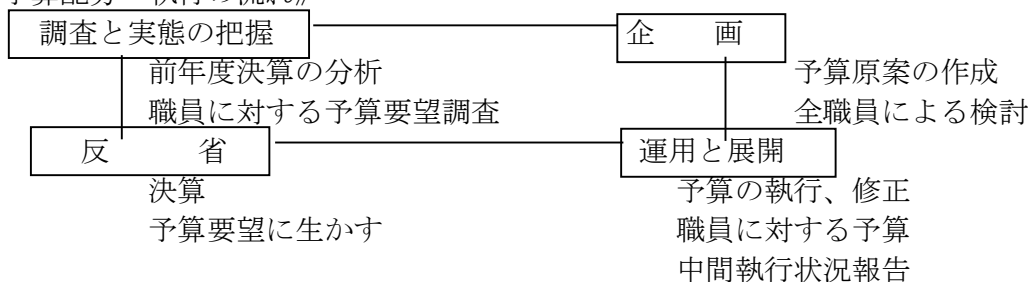 調査と実態の把握
企　　画
前年度決算の分析
職員に対する予算要望調査
予算原案の作成
全職員による検討
反　　　省
運用と展開
決算
予算要望に生かす
予算の執行、修正
職員に対する予算
中間執行状況報告